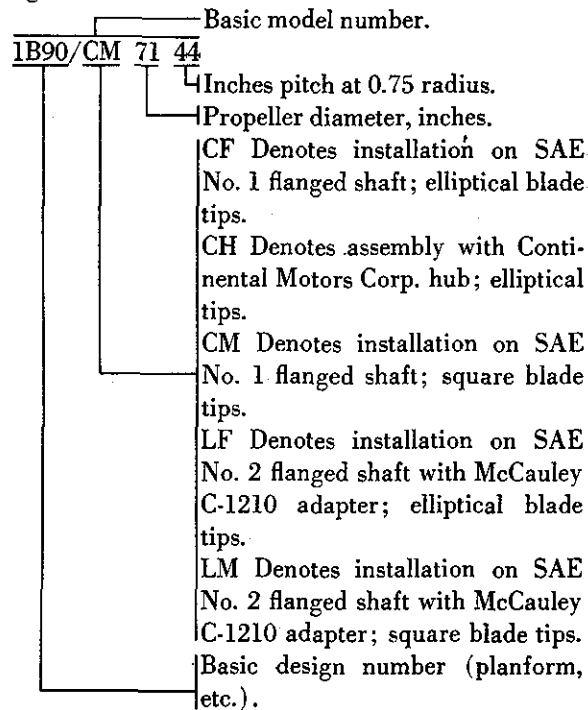 Basic model number.
1B90/CM 71 44
Inches pitch at 0.75 radius.
Propeller diameter, inches.
CF Denotes installation on SAE
No. 1 flanged shaft; elliptical blade
tips.
CH Denotes assembly with Conti-
nental Motors Corp. hub; elliptical
tips.
CM Denotes installation on SAE
No. 1 flanged shaft; square blade
tips.
LF Denotes installation on SAE
No. 2 flanged shaft with McCauley
C-1210 adapter; elliptical blade
tips.
LM Denotes installation on SAE
No. 2 flanged shaft with McCauley
C-1210 adapter; square blade tips.
Basic design number (planform,
etc.).